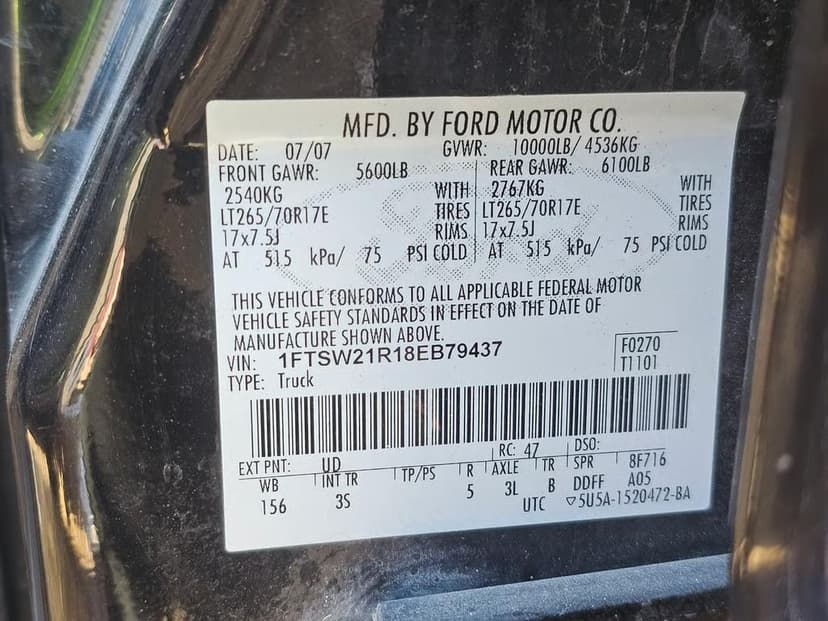 MFD. BY FORD MOTOR CO.
DATE: 07/07 GVWR: 10000LB/ 4536KG
FRONT GAWR: 5600LB REAR GAWR: 6100LB
2540KG WITH 2767KG WITH
LT265/70R17E TIRES LT265/70R17E TIRES
17x7.5J RIMS 17x7.5J RIMS
AT 515 kPa/ 75 PSI COLD AT 515 kPa/ 75 PSI COLD
THIS VEHICLE CONFORMS TO ALL APPLICABLE FEDERAL MOTOR
VEHICLE SAFETY STANDARDS IN EFFECT ON THE DATE OF
MANUFACTURE SHOWN ABOVE.
VIN: 1FTSW21R18EB79437 F0270
TYPE: Truck T1101
EXT PNT: UD RC: 47 DSO:
WB INT TR TP/PS R AXLE TR SPR 8F716
156 3S 5 3L B DDFF A05
UTC ▽5U5A-1520472-BA